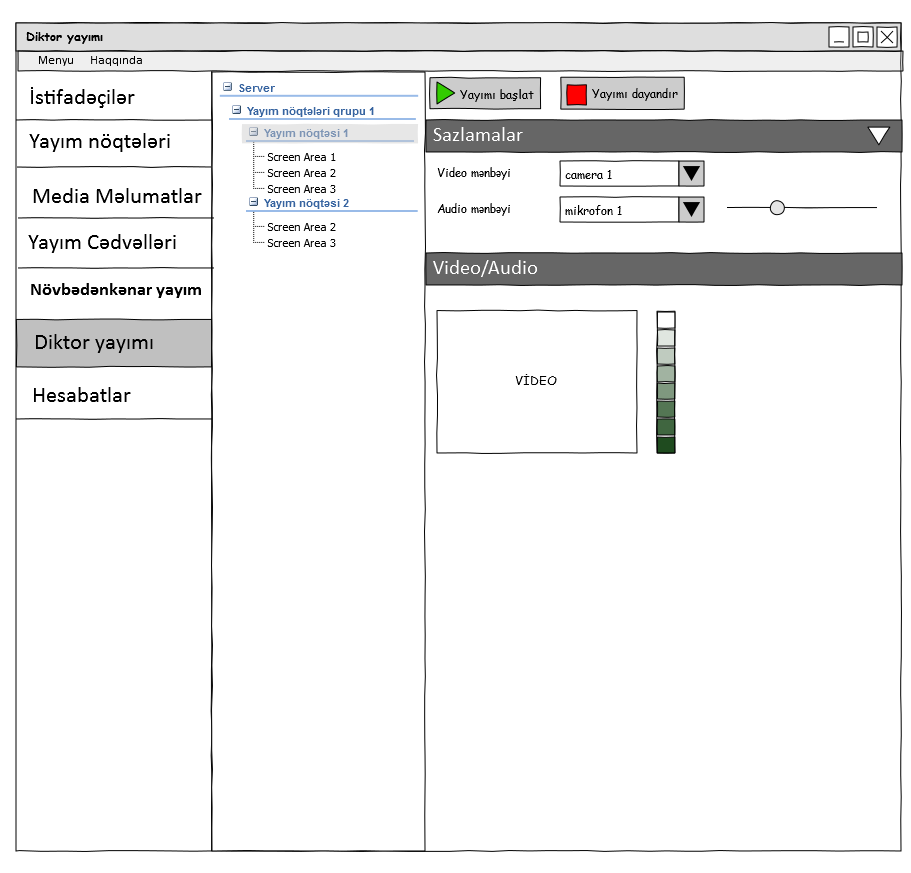 Diktor yayımı
Menyu Haqqında
İstifadəçilər
Yayım nöqtələri
Media Məlumatlar
Yayım Cədvəlləri
Növbədənkənar yayım
Diktor yayımı
Hesabatlar
Server
Yayım nöqtələri qrupu 1
Yayım nöqtəsi 1
Screen Area 1
Screen Area 2
Screen Area 3
Yayım nöqtəsi 2
Screen Area 2
Screen Area 3
Yayımı başlat
Yayımı dayandır
Sazlamalar
Video mənbəyi
camera 1
Audio mənbəyi
mikrofon 1
Video/Audio
VİDEO